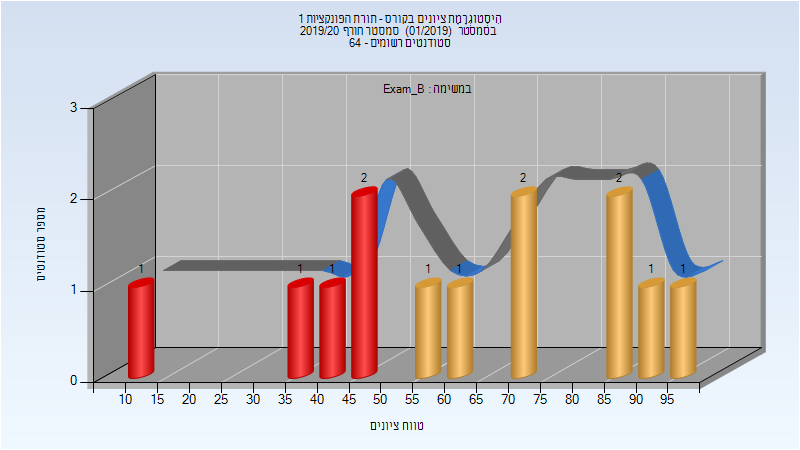 הִיסְטוֹגְרָמַת ציונים בקורס - תורת הפונקציות 1
בסמסטר (01/2019) סמסטר חורף 2019/20
סטודנטים רשומים - 64
במשימה : Exam_B
מספר סטודנטים
3
2
1
0
1 1 1 2 1 1 2 2 1 1
10 15 20 25 30 35 40 45 50 55 60 65 70 75 80 85 90 95
טווח ציונים